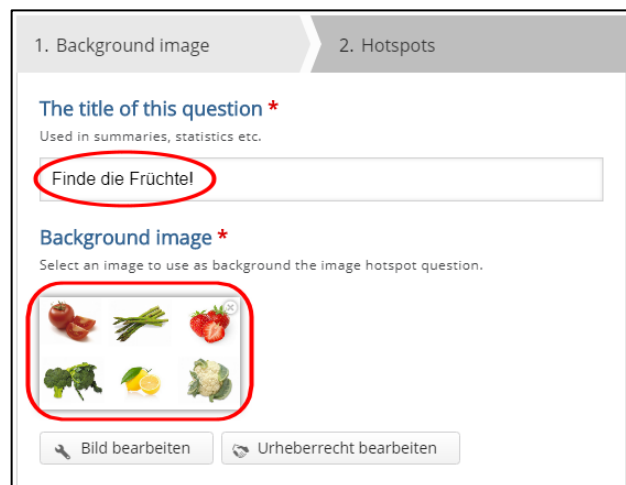 1. Background image
2. Hotspots
The title of this question *
Used in summaries, statistics etc.
Finde die Früchte!
Background image *
Select an image to use as background the image hotspot question.
Bild bearbeiten
Urheberrecht bearbeiten